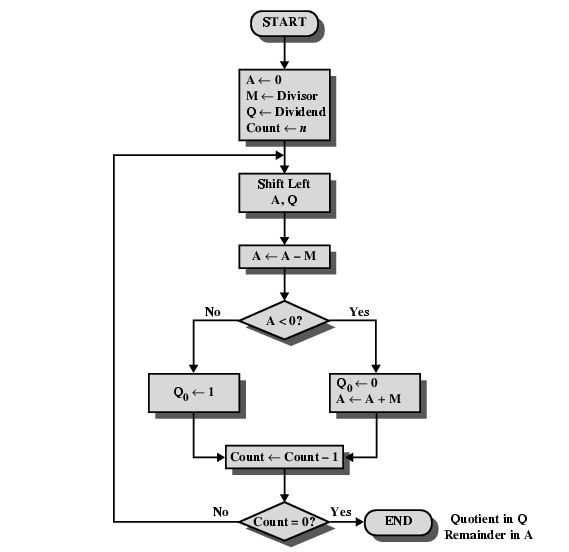 START
A ← 0
M ← Divisor
Q ← Dividend
Count ← n
Shift Left
A, Q
A ← A – M
No
Yes
A < 0?
Q₀ ← 1
Q₀ ← 0
A ← A + M
Count ← Count – 1
No
Yes
Count = 0?
END
Quotient in Q
Remainder in A